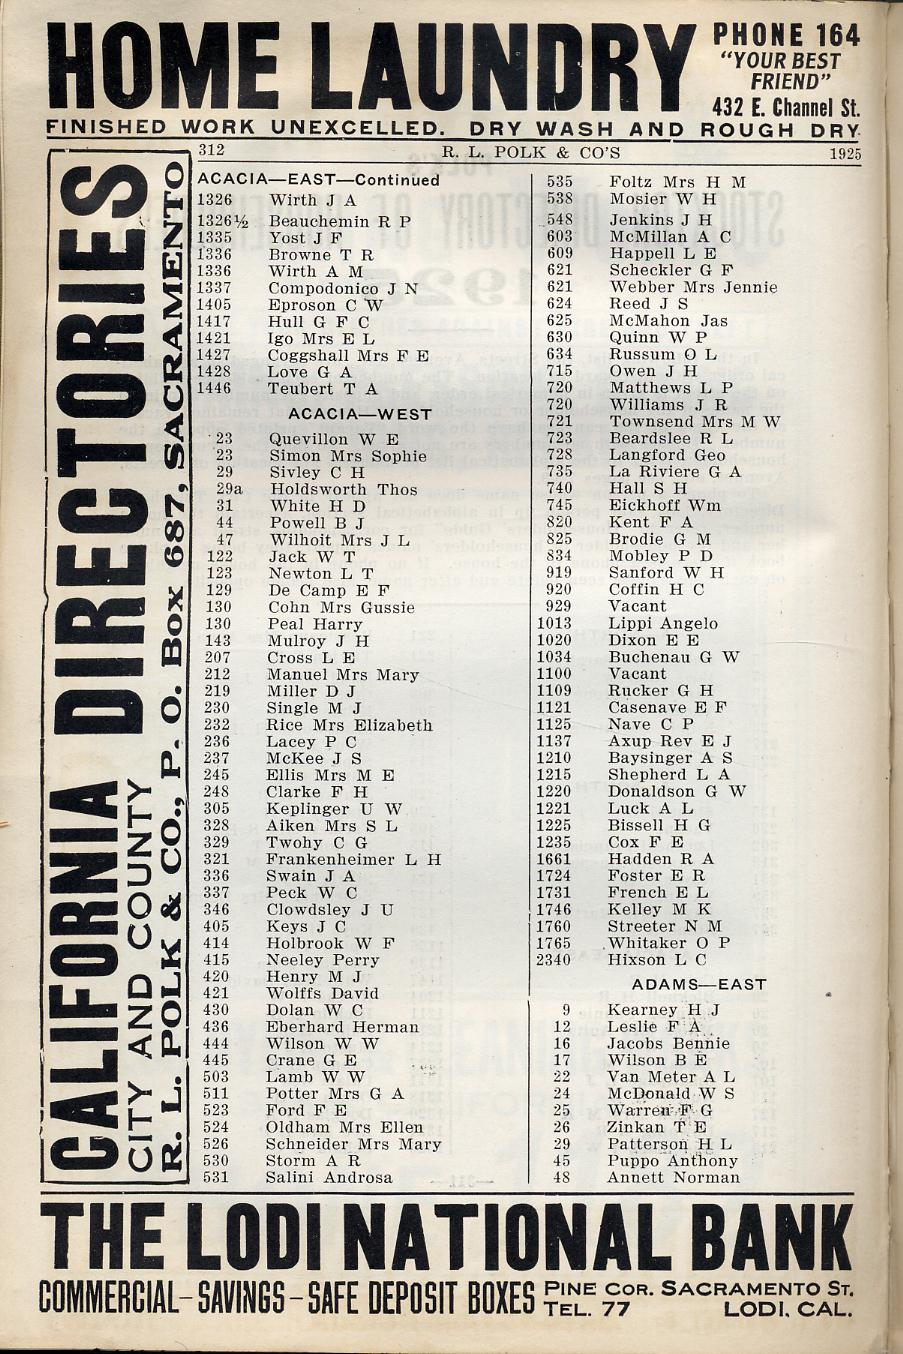 HOME LAUNDRY
PHONE 164
"YOUR BEST
FRIEND"
432 E. Channel St.
FINISHED WORK UNEXCELLED. DRY WASH AND ROUGH DRY
312 R. L. POLK & CO'S 1925
CALIFORNIA DIRECTORIES
CITY AND COUNTY
R. L. POLK & CO., P. O. Box 687, SACRAMENTO
ACACIA—EAST—Continued
1326 Wirth J A
1326½ Beauchemin R P
1335 Yost J F
1336 Browne T R
1336 Wirth A M
1337 Compodonico J N
1405 Eproson C W
1417 Hull G F C
1421 Igo Mrs E L
1427 Coggshall Mrs F E
1428 Love G A
1446 Teubert T A
ACACIA—WEST
23 Quevillon W E
23 Simon Mrs Sophie
29 Sivley C H
29a Holdsworth Thos
31 White H D
44 Powell B J
47 Wilhoit Mrs J L
122 Jack W T
123 Newton L T
129 De Camp E F
130 Cohn Mrs Gussie
130 Peal Harry
143 Mulroy J H
207 Cross L E
212 Manuel Mrs Mary
219 Miller D J
230 Single M J
232 Rice Mrs Elizabeth
236 Lacey P C
237 McKee J S
245 Ellis Mrs M E
248 Clarke F H
305 Keplinger U W
328 Aiken Mrs S L
329 Twohy C G
321 Frankenheimer L H
336 Swain J A
337 Peck W C
346 Clowdsley J U
405 Keys J C
414 Holbrook W F
415 Neeley Perry
420 Henry M J
421 Wolffs David
430 Dolan W C
436 Eberhard Herman
444 Wilson W W
445 Crane G E
503 Lamb W W
511 Potter Mrs G A
523 Ford F E
524 Oldham Mrs Ellen
526 Schneider Mrs Mary
530 Storm A R
531 Salini Androsa
535 Foltz Mrs H M
538 Mosier W H
548 Jenkins J H
603 McMillan A C
609 Happell L E
621 Scheckler G F
621 Webber Mrs Jennie
624 Reed J S
625 McMahon Jas
630 Quinn W P
634 Russum O L
715 Owen J H
720 Matthews L P
720 Williams J R
721 Townsend Mrs M W
723 Beardslee R L
728 Langford Geo
735 La Riviere G A
740 Hall S H
745 Eickhoff Wm
820 Kent F A
825 Brodie G M
834 Mobley P D
919 Sanford W H
920 Coffin H C
929 Vacant
1013 Lippi Angelo
1020 Dixon E E
1034 Buchenau G W
1100 Vacant
1109 Rucker G H
1121 Casenave E F
1125 Nave C P
1137 Axup Rev E J
1210 Baysinger A S
1215 Shepherd L A
1220 Donaldson G W
1221 Luck A L
1225 Bissell H G
1235 Cox F E
1661 Hadden R A
1724 Foster E R
1731 French E L
1746 Kelley M K
1760 Streeter N M
1765 Whitaker O P
2340 Hixson L C
ADAMS—EAST
9 Kearney H J
12 Leslie F A
16 Jacobs Bennie
17 Wilson B E
22 Van Meter A L
24 McDonald W S
25 Warren F G
26 Zinkan T E
29 Patterson H L
45 Puppo Anthony
48 Annett Norman
THE LODI NATIONAL BANK
COMMERCIAL–SAVINGS–SAFE DEPOSIT BOXES
PINE COR. SACRAMENTO ST.
TEL. 77 LODI, CAL.